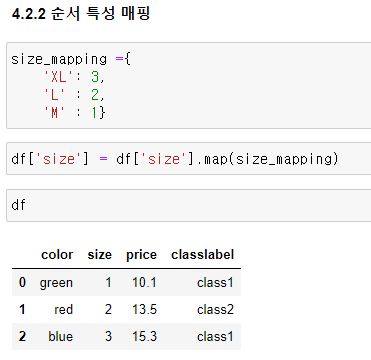 4.2.2 순서 특성 매핑
size_mapping ={
    'XL': 3,
    'L' : 2,
    'M' : 1}
df['size'] = df['size'].map(size_mapping)
df
color size price classlabel
0 green 1 10.1 class1
1 red 2 13.5 class2
2 blue 3 15.3 class1